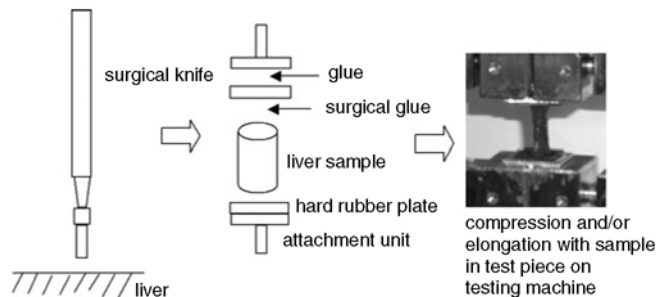 surgical knife
liver
glue
surgical glue
liver sample
hard rubber plate
attachment unit
compression and/or
elongation with sample
in test piece on
testing machine